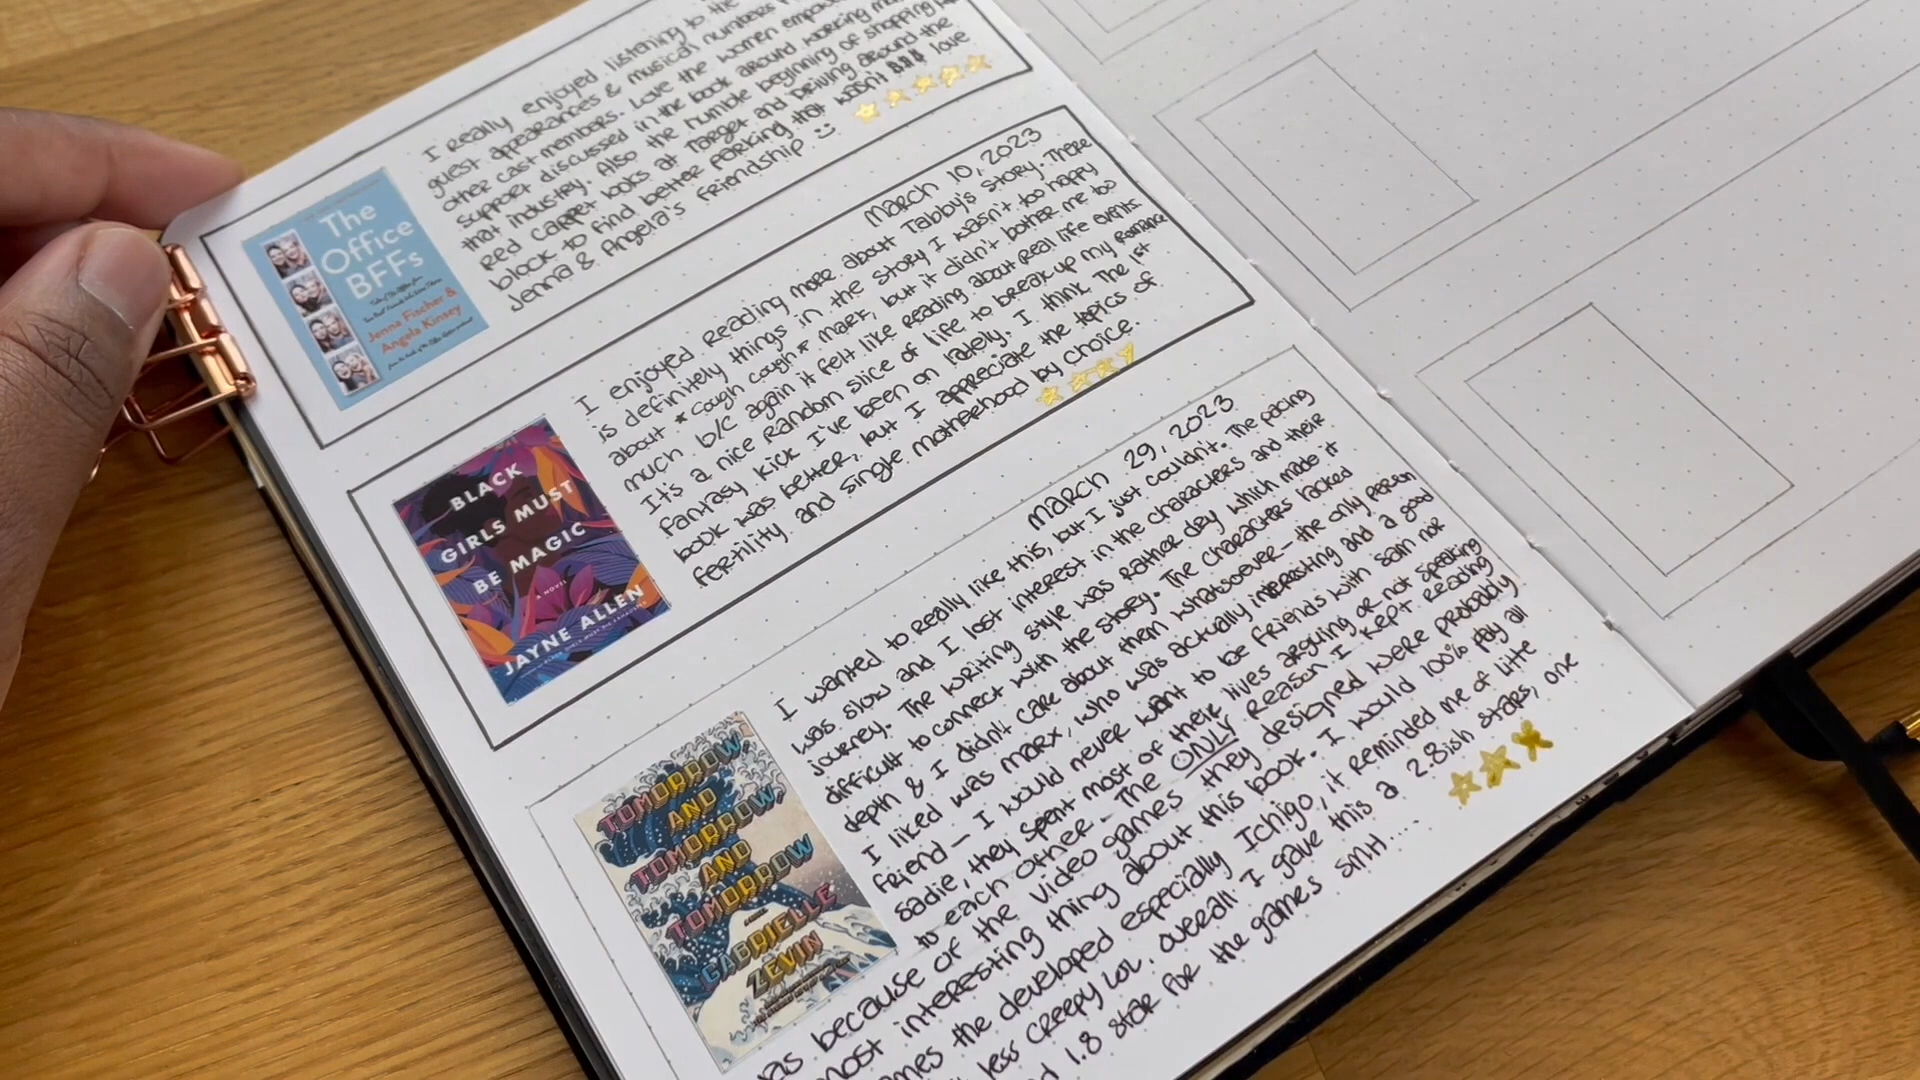 I really enjoyed listening to the
guest appearances & musical numbers
other cast members. Love the women
support discussed in the book around working
that industry. Also the humble beginning of shopping
red carpet looks at Target and driving around the
block to find better parking that wasn't $$$ love
Jenna & Angela's friendship
The
Office
BFFs
Jenna Fischer &
Angela Kinsey
March 10, 2023
I enjoyed reading more about Tabby's story. There
is definitely things in the story I wasn't too happy
about *cough cough* mark, but it didn't bother me too
much b/c again it felt like reading about real life events.
It's a nice random slice of life to break up my romance
fantasy kick I've been on lately. I think the 1st
book was better, but I appreciate the topics of
fertility and single motherhood by choice.
BLACK
GIRLS MUST
BE MAGIC
A NOVEL
JAYNE ALLEN
March 29, 2023
I wanted to really like this, but I just couldn't. The pacing
was slow and I lost interest in the characters and their
journey. The writing style was rather dry which made it
difficult to connect with the story. The characters lacked
depth & I didn't care about them whatsoever - the only person
I liked was Marx, who was actually interesting and a good
friend - I would never want to be friends with Sam nor
Sadie, they spent most of their lives arguing or not speaking
to each other. The ONLY reason I kept reading
was because of the video games they designed were probably
most interesting thing about this book. I would 100% play all
games the developed especially Ichigo, it reminded me of litte
less creepy lol. Overall I gave this a 2.8ish stars, one
1.8 star for the games smh....
TOMORROW,
AND
TOMORROW,
AND
TOMORROW
GABRIELLE
ZEVIN